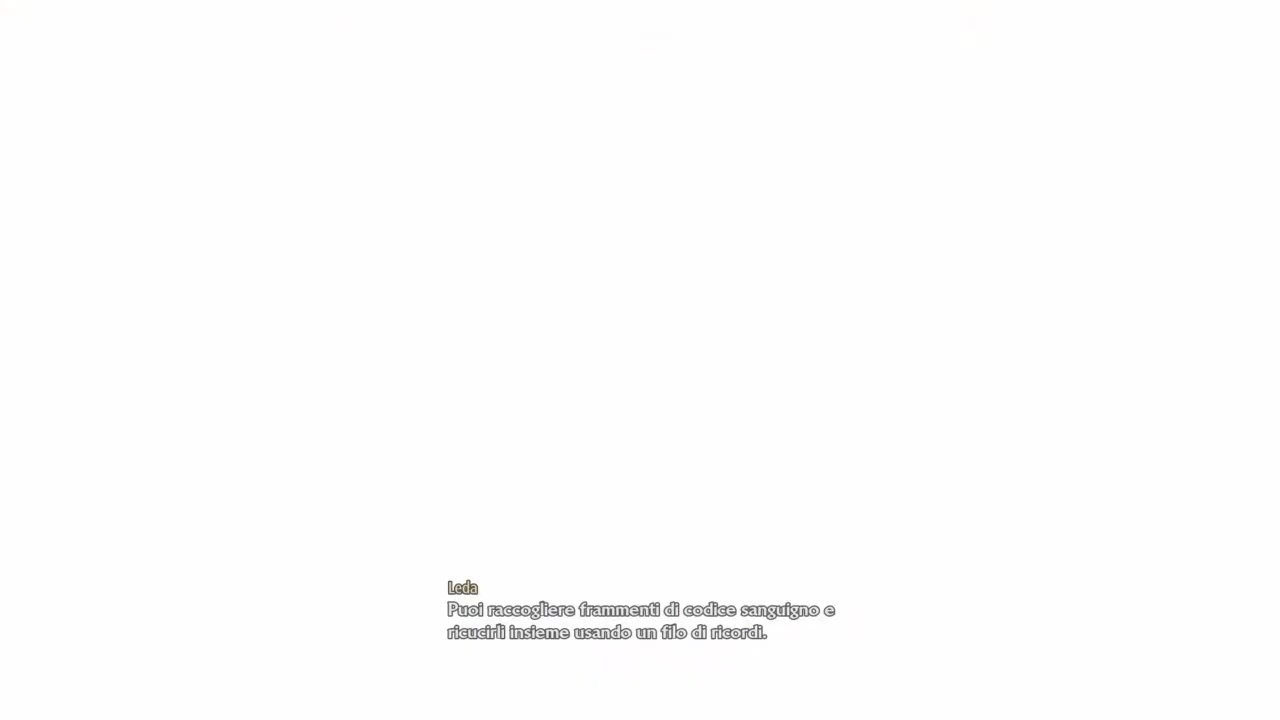 Leda
Puoi raccogliere frammenti di codice sanguigno e
ricucirli insieme usando un filo di ricordi.